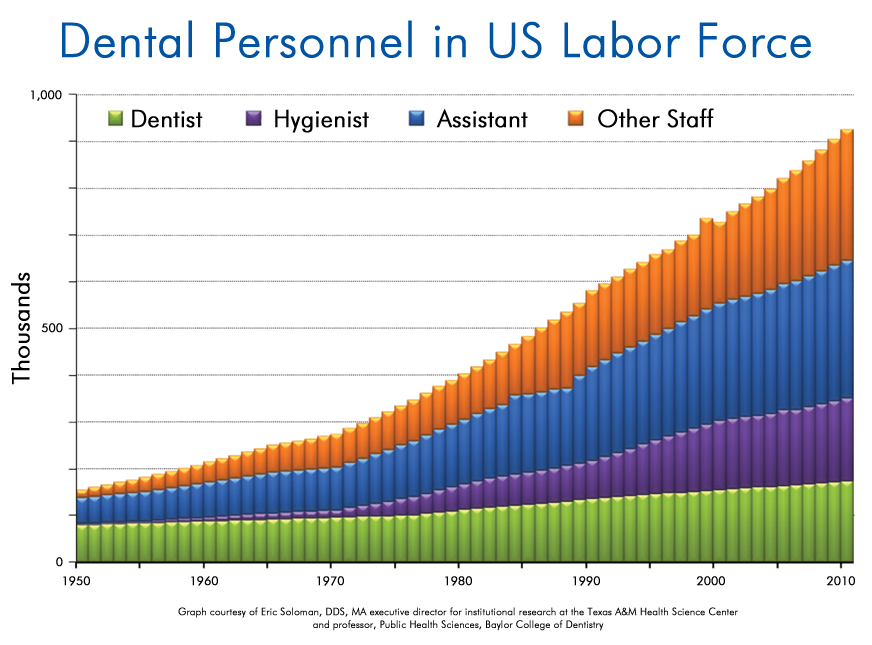 Dental Personnel in US Labor Force
1,000
Dentist Hygienist Assistant Other Staff
Thousands
500
0
1950 1960 1970 1980 1990 2000 2010
Graph courtesy of Eric Soloman, DDS, MA executive director for institutional research at the Texas A&M Health Science Center
and professor, Public Health Sciences, Baylor College of Dentistry